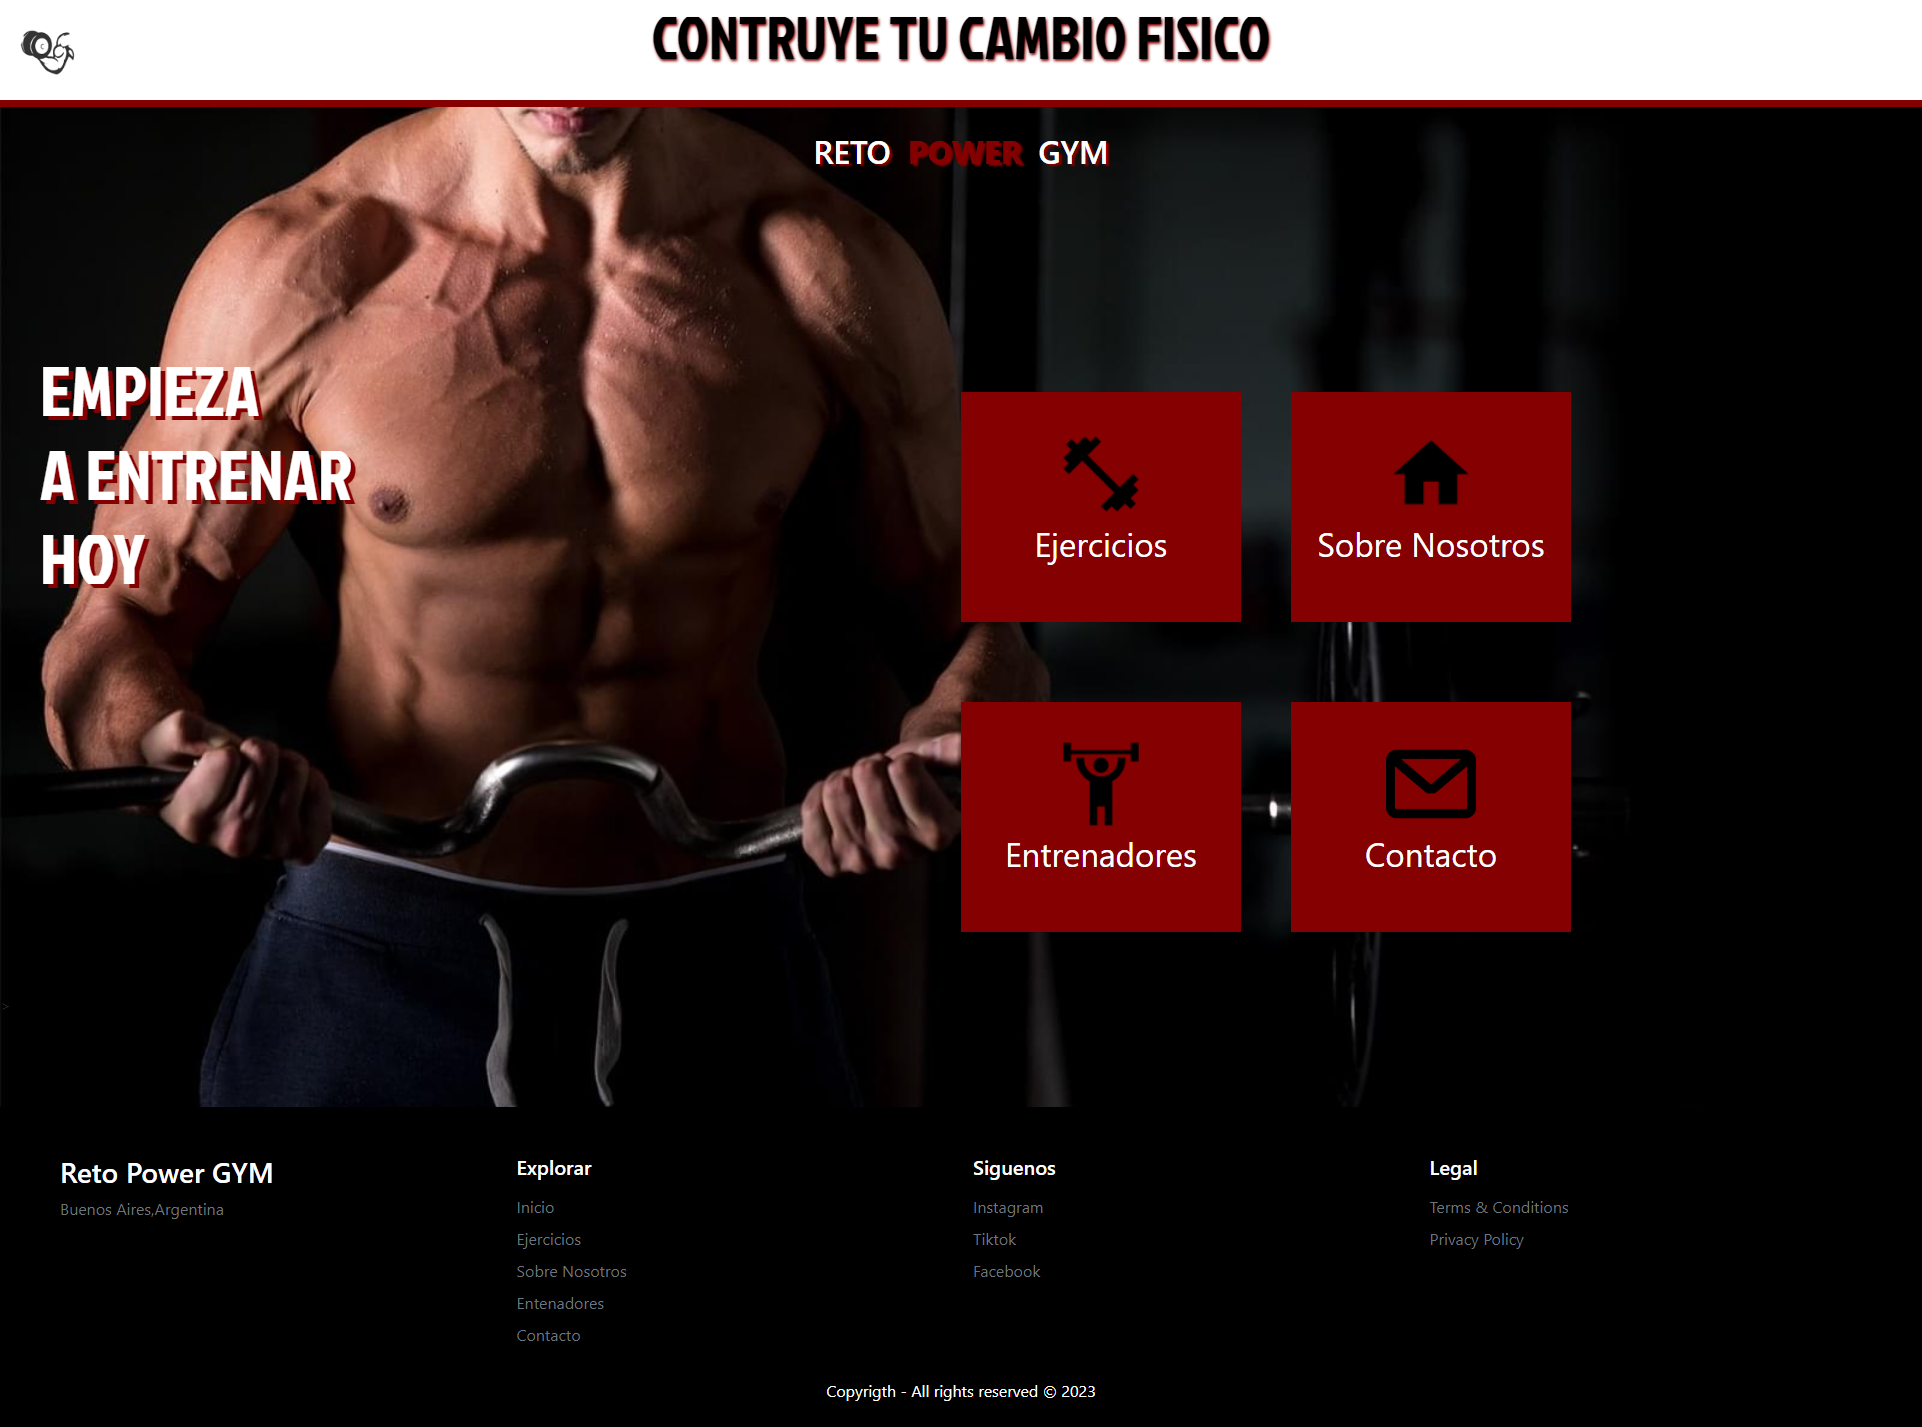 CONTRUYE TU CAMBIO FISICO
RETO POWER GYM
EMPIEZA
A ENTRENAR
HOY
Ejercicios
Sobre Nosotros
Entrenadores
Contacto
>
Reto Power GYM
Buenos Aires,Argentina
Explorar
Inicio
Ejercicios
Sobre Nosotros
Entenadores
Contacto
Siguenos
Instagram
Tiktok
Facebook
Legal
Terms & Conditions
Privacy Policy
Copyrigth - All rights reserved © 2023